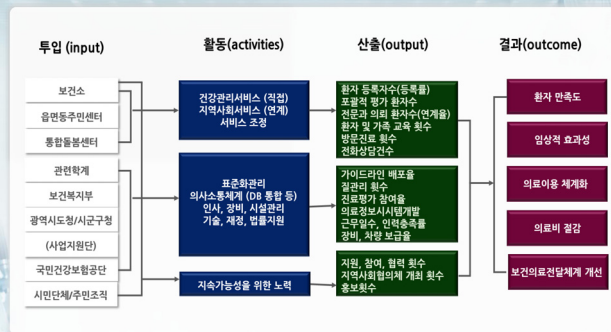 투입 (input)
활동(activities)
산출(output)
결과(outcome)
보건소
읍면동주민센터
통합돌봄센터
관련학계
보건복지부
광역시도청/시군구청
(사업지원단)
국민건강보험공단
시민단체/주민조직
건강관리서비스 (직접)
지역사회서비스 (연계)
서비스 조정
표준화관리
의사소통체계 (DB 통합 등)
인사, 장비, 시설관리
기술, 재정, 법률지원
지속가능성을 위한 노력
환자 등록자수(등록률)
포괄적 평가 환자수
전문과 의뢰 환자수(연계율)
환자 및 가족 교육 횟수
방문진료 횟수
전화상담건수
가이드라인 배포율
질관리 횟수
진료평가 참여율
의료정보시시템개발
근무일수, 인력충족률
장비, 차량 보급율
지원, 참여, 협력 횟수
지역사회협의체 개최 횟수
홍보횟수
환자 만족도
임상적 효과성
의료이용 체계화
의료비 절감
보건의료전달체계 개선